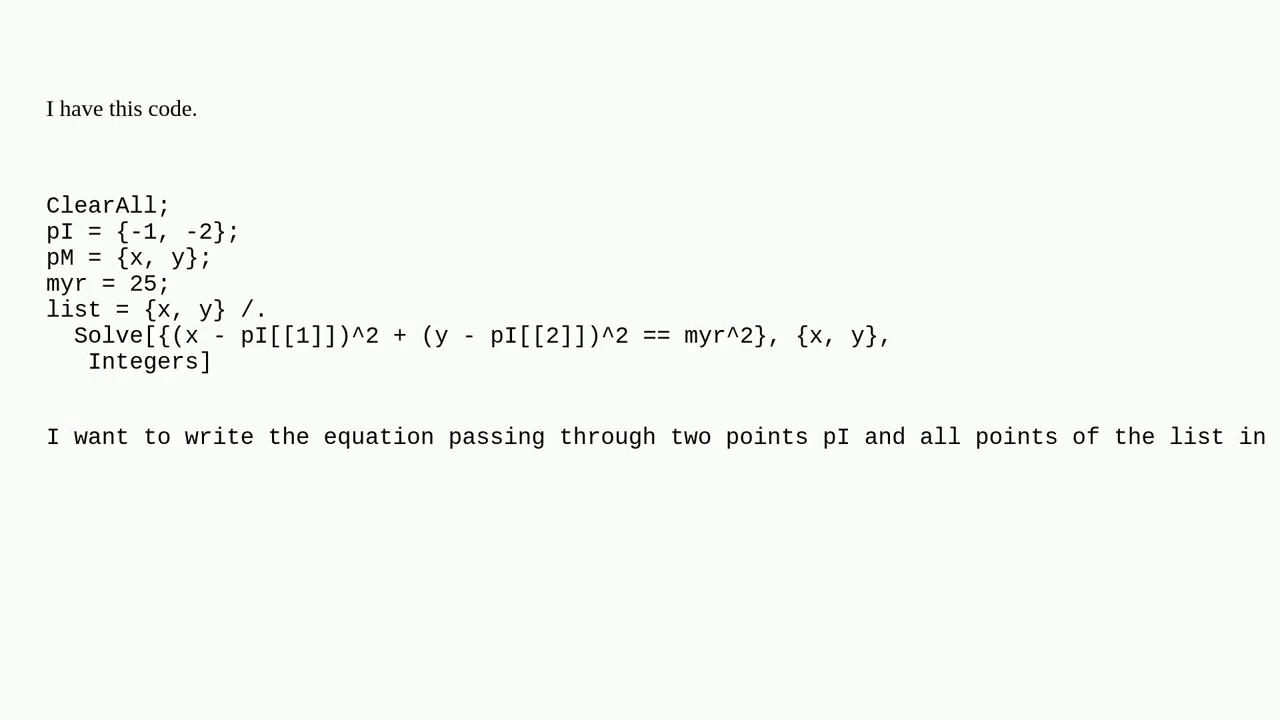 I have this code.
ClearAll;
pI = {-1, -2};
pM = {x, y};
myr = 25;
list = {x, y} /.
  Solve[{(x - pI[[1]])^2 + (y - pI[[2]])^2 == myr^2}, {x, y},
   Integers]
I want to write the equation passing through two points pI and all points of the list in